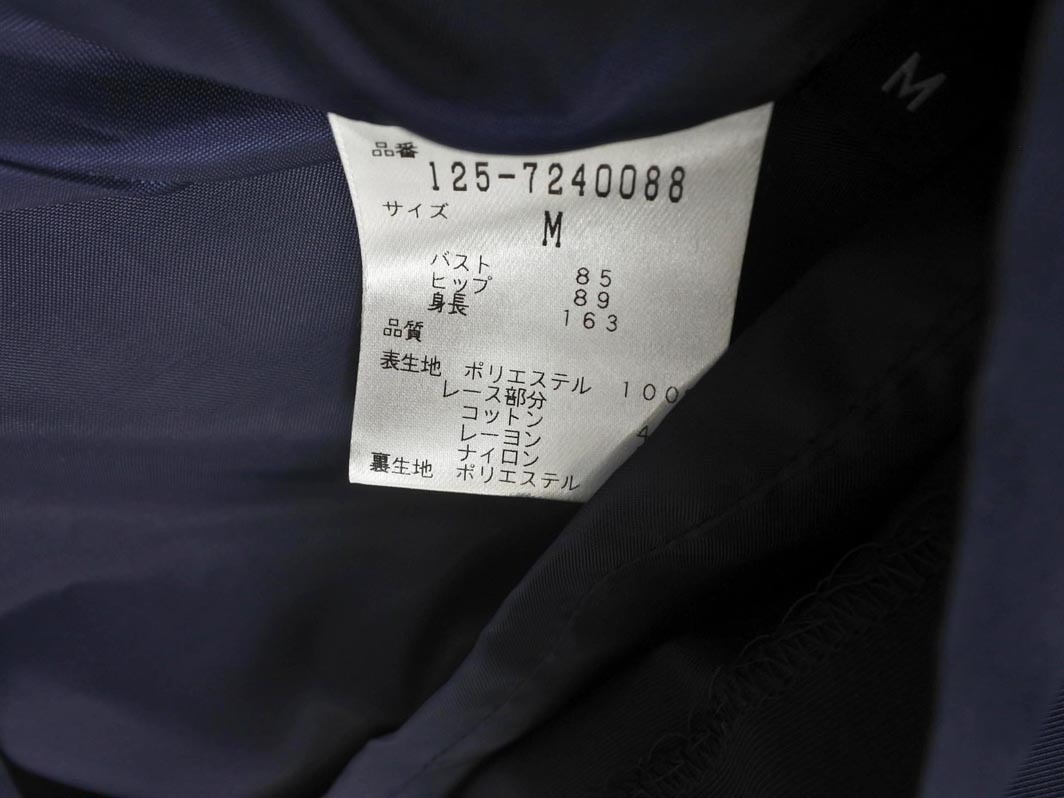 品番
125-7240088
サイズ
M
バスト 85
ヒップ 89
身長 163
品質
表生地 ポリエステル 100
レース部分
コットン
レーヨン 4
ナイロン
裏生地 ポリエステル
M